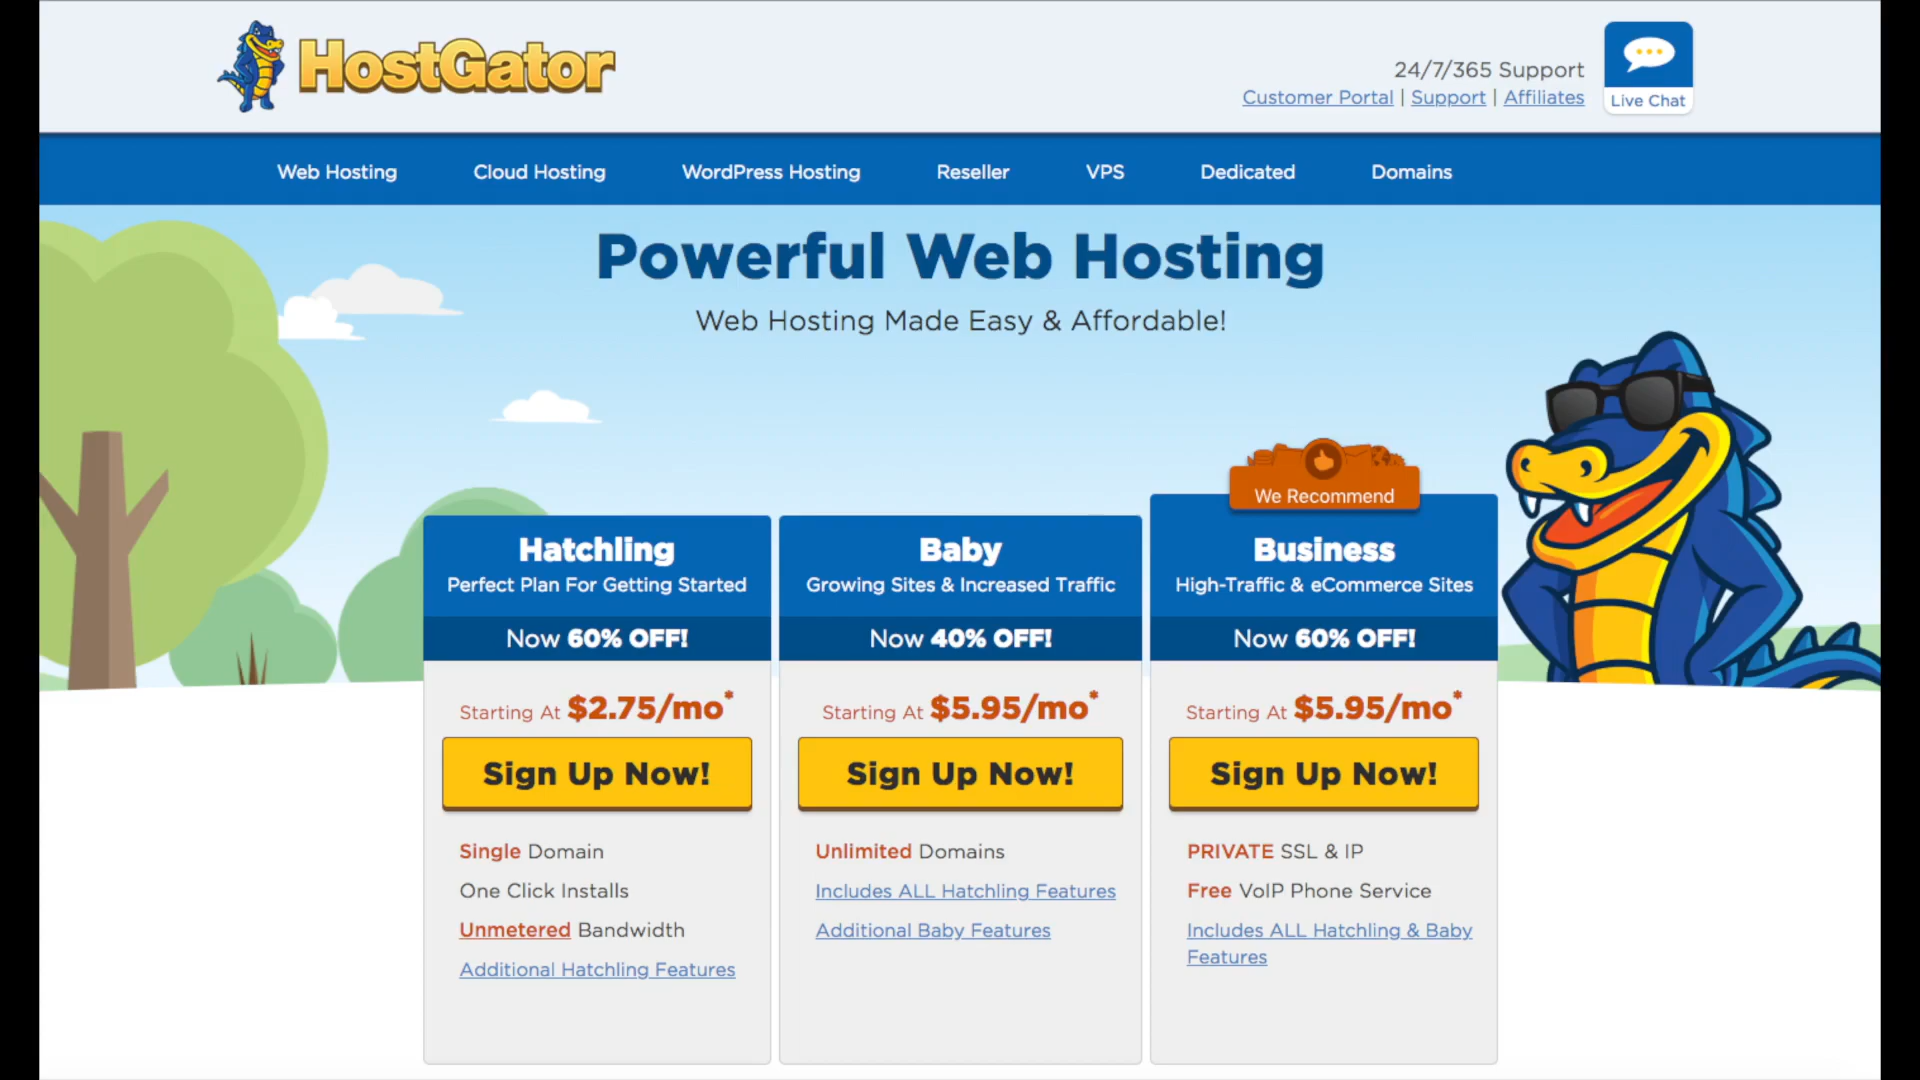 HostGator
24/7/365 Support
Customer Portal | Support | Affiliates
Live Chat
Web Hosting
Cloud Hosting
WordPress Hosting
Reseller
VPS
Dedicated
Domains
Powerful Web Hosting
Web Hosting Made Easy & Affordable!
Hatchling
Perfect Plan For Getting Started
Now 60% OFF!
Starting At $2.75/mo*
Sign Up Now!
Single Domain
One Click Installs
Unmetered Bandwidth
Additional Hatchling Features
Baby
Growing Sites & Increased Traffic
Now 40% OFF!
Starting At $5.95/mo*
Sign Up Now!
Unlimited Domains
Includes ALL Hatchling Features
Additional Baby Features
We Recommend
Business
High-Traffic & eCommerce Sites
Now 60% OFF!
Starting At $5.95/mo*
Sign Up Now!
PRIVATE SSL & IP
Free VoIP Phone Service
Includes ALL Hatchling & Baby
Features